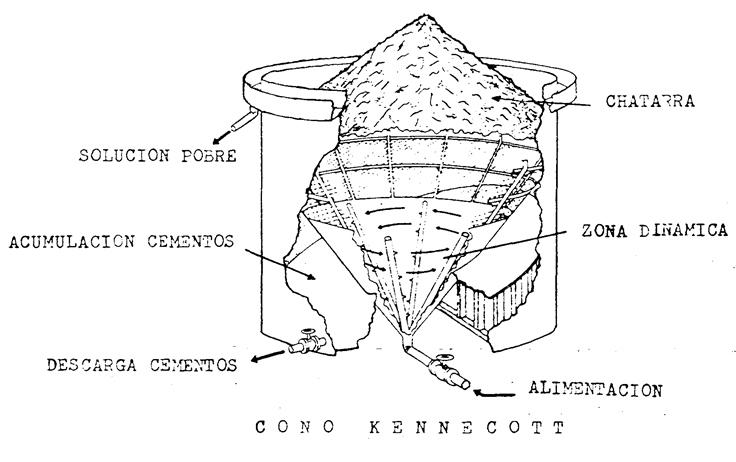 CHATARRA
SOLUCION POBRE
ZONA DINAMICA
ACUMULACION CEMENTOS
DESCARGA CEMENTOS
ALIMENTACION
CONO KENNECOTT